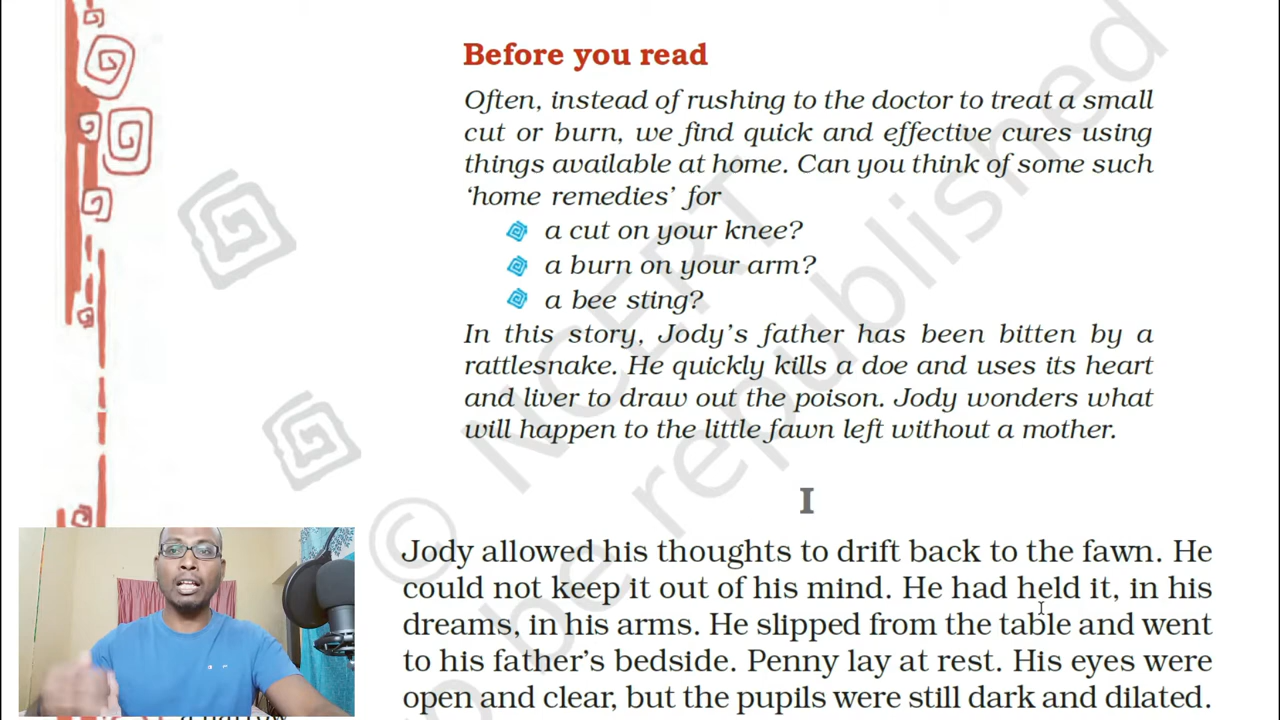 Before you read
Often, instead of rushing to the doctor to treat a small
cut or burn, we find quick and effective cures using
things available at home. Can you think of some such
‘home remedies’ for
a cut on your knee?
a burn on your arm?
a bee sting?
In this story, Jody’s father has been bitten by a
rattlesnake. He quickly kills a doe and uses its heart
and liver to draw out the poison. Jody wonders what
will happen to the little fawn left without a mother.
I
Jody allowed his thoughts to drift back to the fawn. He
could not keep it out of his mind. He had held it, in his
dreams, in his arms. He slipped from the table and went
to his father’s bedside. Penny lay at rest. His eyes were
open and clear, but the pupils were still dark and dilated.
© NCERT
be republished